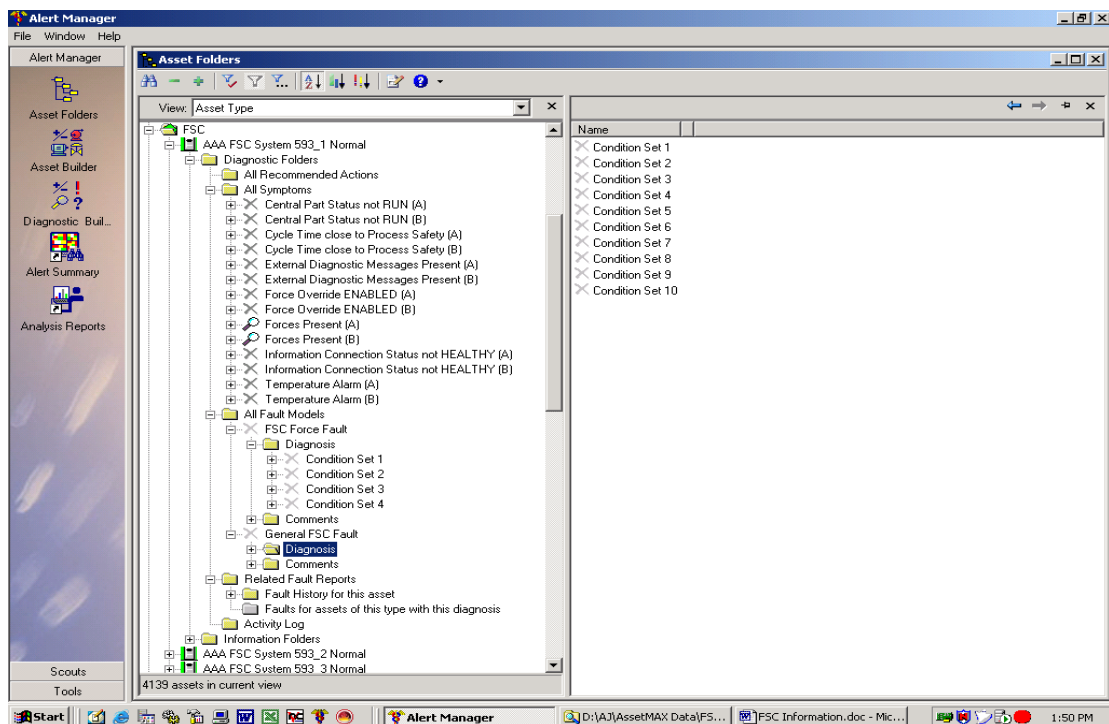 Alert Manager
File Window Help
Alert Manager
Asset Folders
Asset Builder
Diagnostic Buil...
Alert Summary
Analysis Reports
Scouts
Tools
Asset Folders
View: Asset Type
FSC
AAA FSC System 593_1 Normal
Diagnostic Folders
All Recommended Actions
All Symptoms
Central Part Status not RUN (A)
Central Part Status not RUN (B)
Cycle Time close to Process Safety (A)
Cycle Time close to Process Safety (B)
External Diagnostic Messages Present (A)
External Diagnostic Messages Present (B)
Force Override ENABLED (A)
Force Override ENABLED (B)
Forces Present (A)
Forces Present (B)
Information Connection Status not HEALTHY (A)
Information Connection Status not HEALTHY (B)
Temperature Alarm (A)
Temperature Alarm (B)
All Fault Models
FSC Force Fault
Diagnosis
Condition Set 1
Condition Set 2
Condition Set 3
Condition Set 4
Comments
General FSC Fault
Diagnosis
Comments
Related Fault Reports
Fault History for this asset
Faults for assets of this type with this diagnosis
Activity Log
Information Folders
AAA FSC System 593_2 Normal
AAA FSC System 593_3 Normal
4139 assets in current view
Name
Condition Set 1
Condition Set 2
Condition Set 3
Condition Set 4
Condition Set 5
Condition Set 6
Condition Set 7
Condition Set 8
Condition Set 9
Condition Set 10
Start
Alert Manager
D:\AJ\AssetMAX Data\FS...
FSC Information.doc - Mic...
1:50 PM